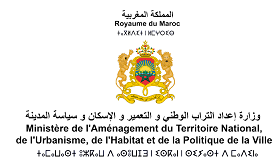 المملكة المغربية
Royaume du Maroc
ⵜⴰⴳⵍⴷⵉⵜ ⵏ ⵍⵎⵖⵔⵉⴱ
وزارة إعداد التراب الوطني و التعمير و الإسكان و سياسة المدينة
Ministère de l'Aménagement du Territoire National,
de l'Urbanisme, de l'Habitat et de la Politique de la Ville